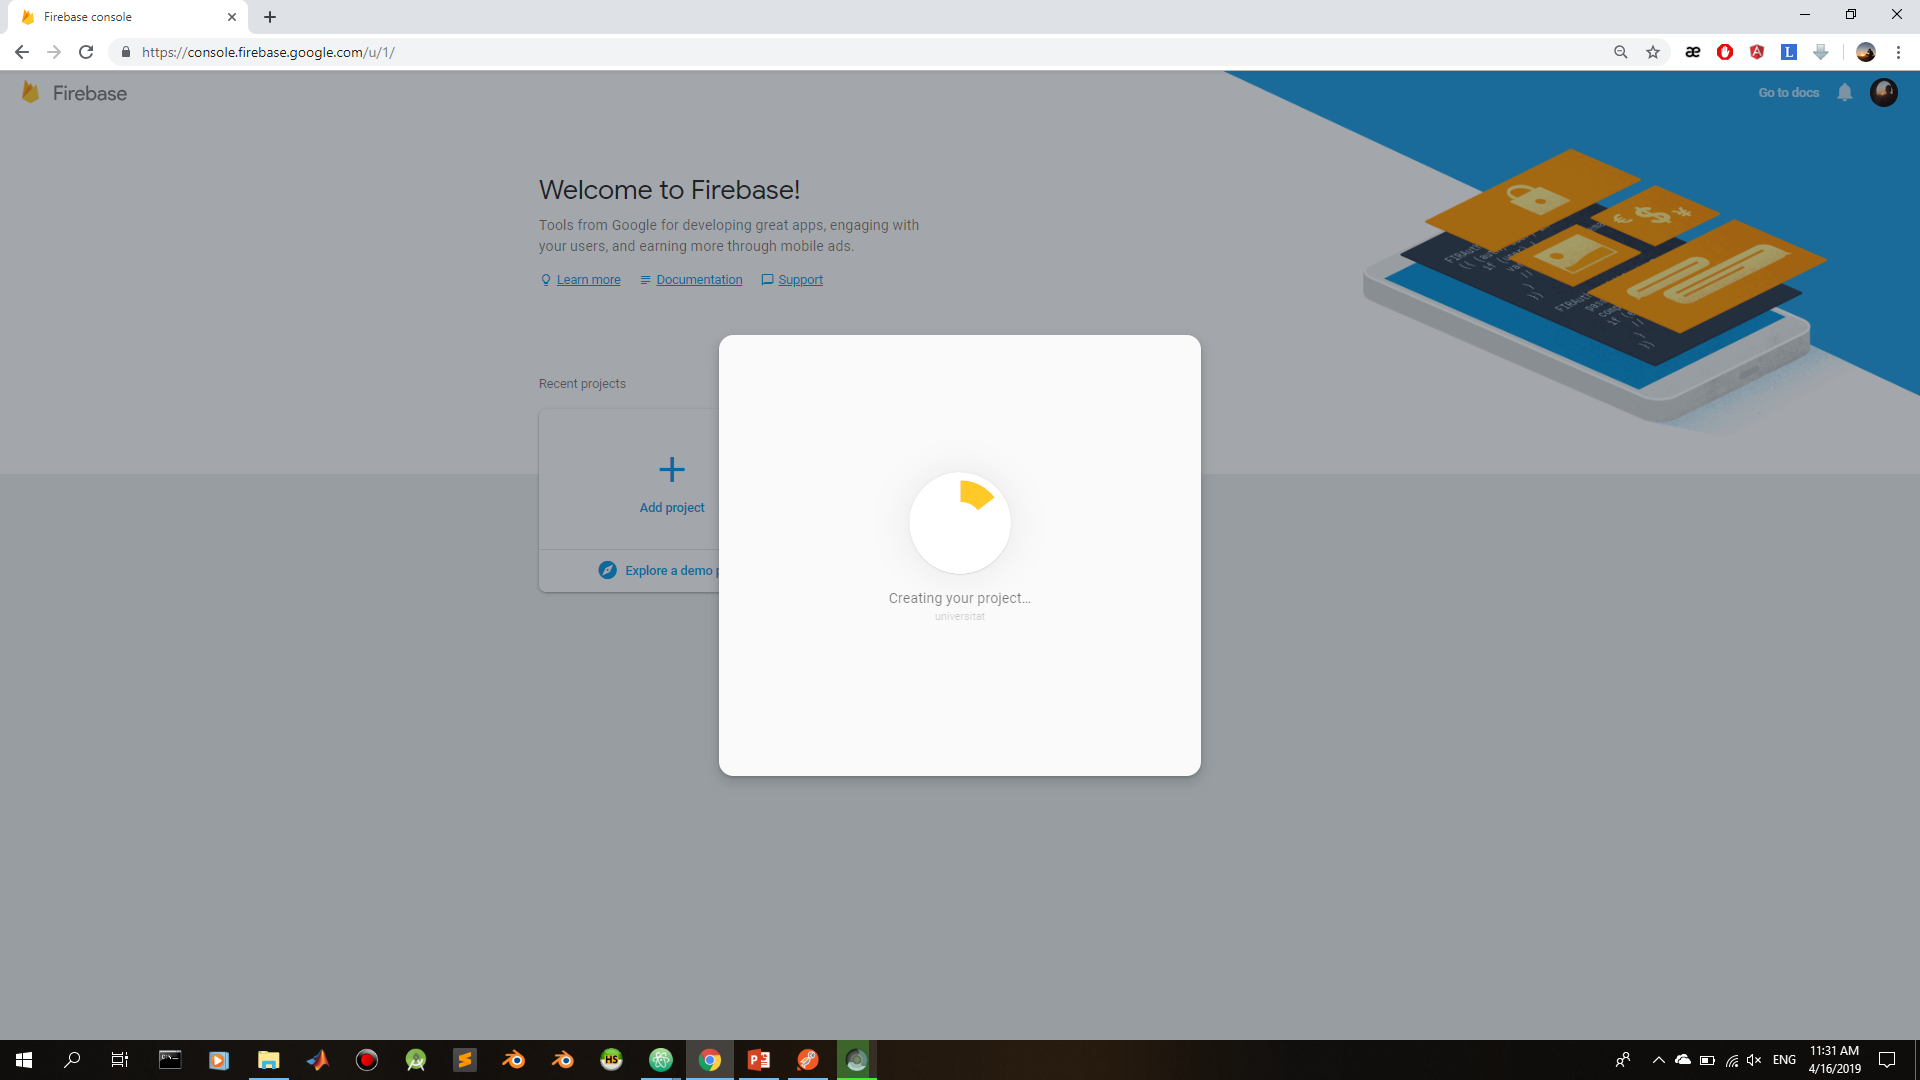 Firebase console
https://console.firebase.google.com/u/1/
Firebase
Go to docs
Welcome to Firebase!
Tools from Google for developing great apps, engaging with
your users, and earning more through mobile ads.
Learn more
Documentation
Support
Recent projects
Add project
Explore a demo p
Creating your project...
universitat
ENG
11:31 AM
4/16/2019